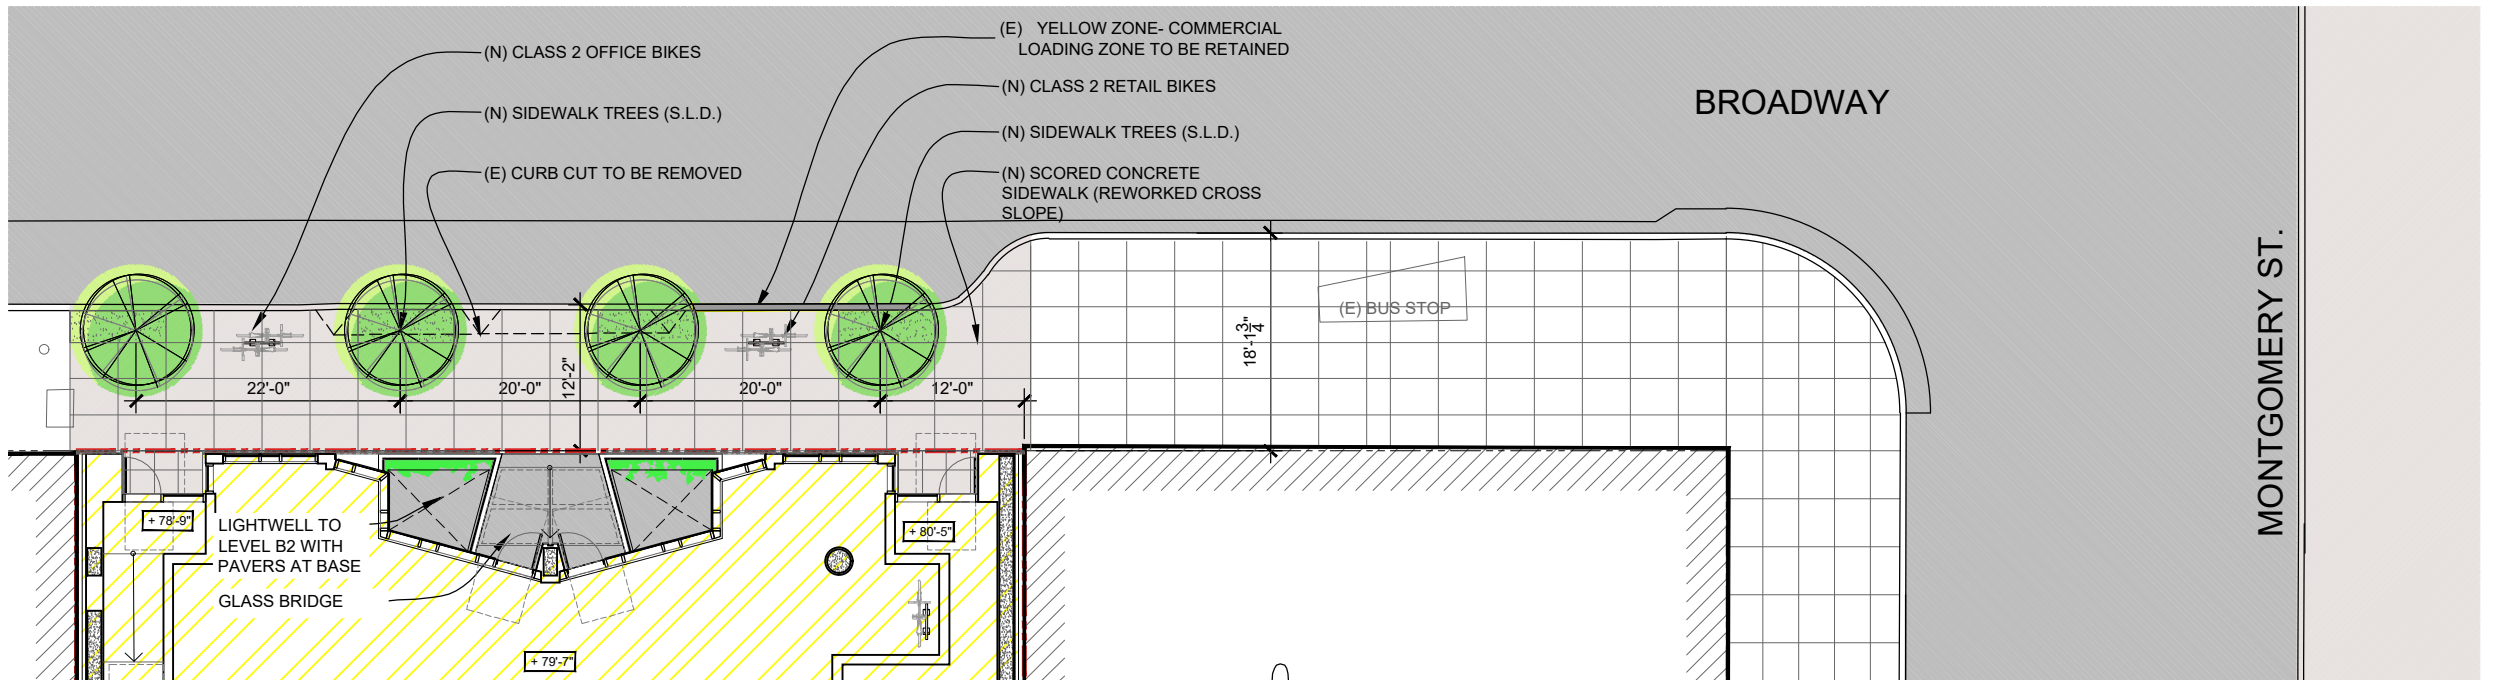 (N) CLASS 2 OFFICE BIKES
(N) SIDEWALK TREES (S.L.D.)
(E) CURB CUT TO BE REMOVED
(E) YELLOW ZONE- COMMERCIAL
LOADING ZONE TO BE RETAINED
(N) CLASS 2 RETAIL BIKES
(N) SIDEWALK TREES (S.L.D.)
(N) SCORED CONCRETE
SIDEWALK (REWORKED CROSS
SLOPE)
BROADWAY
MONTGOMERY ST.
(E) BUS STOP
18'-1 3/4"
22'-0"
20'-0"
12'-2"
20'-0"
12'-0"
+ 78'-9"
LIGHTWELL TO
LEVEL B2 WITH
PAVERS AT BASE
GLASS BRIDGE
+ 80'-5"
+ 79'-7"